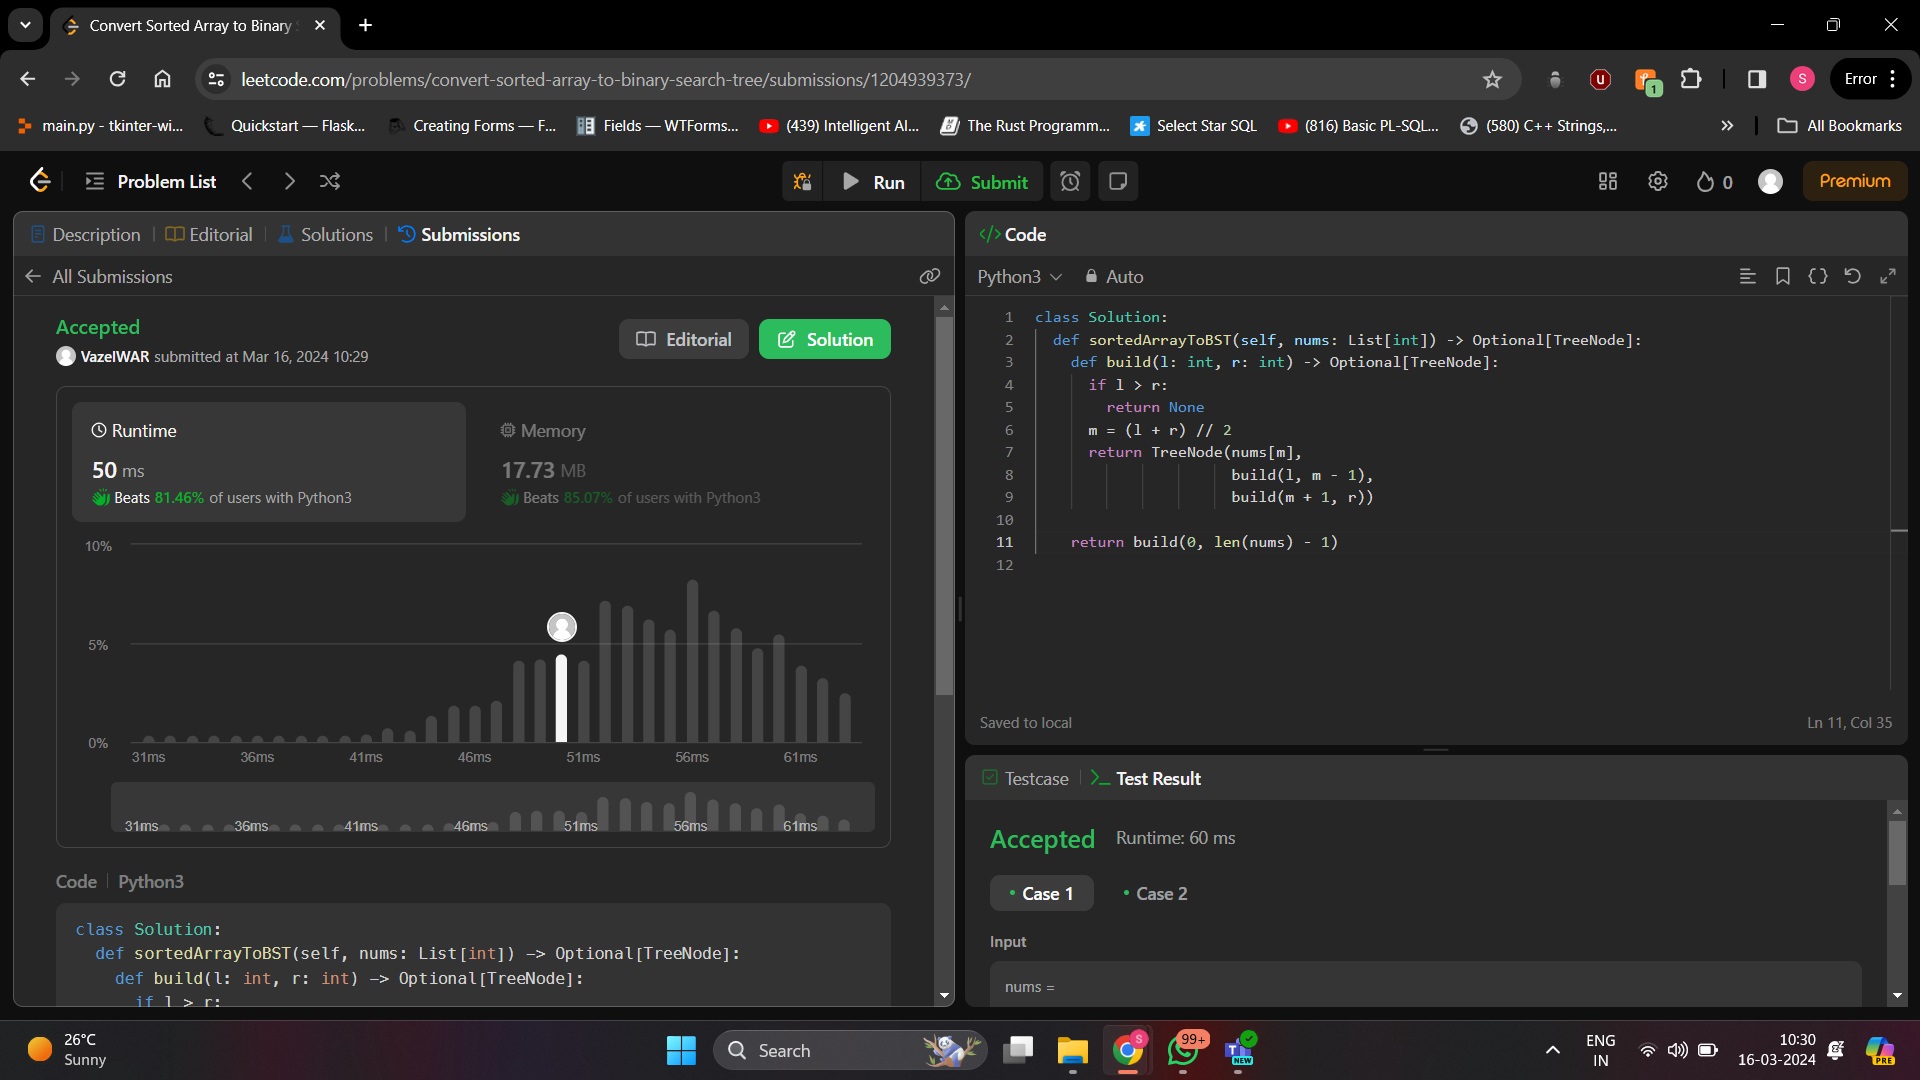 Convert Sorted Array to Binary
leetcode.com/problems/convert-sorted-array-to-binary-search-tree/submissions/1204939373/
1
S
Error
main.py - tkinter-wi...
Quickstart — Flask...
Creating Forms — F...
Fields — WTForms...
(439) Intelligent AI...
The Rust Programm...
Select Star SQL
(816) Basic PL-SQL...
(580) C++ Strings,...
All Bookmarks
Problem List
Run
Submit
0
Premium
Description
Editorial
Solutions
Submissions
All Submissions
Accepted
VazelWAR submitted at Mar 16, 2024 10:29
Editorial
Solution
Runtime
50 ms
Beats 81.46% of users with Python3
Memory
17.73 MB
Beats 85.07% of users with Python3
10%
5%
0%
31ms 36ms 41ms 46ms 51ms 56ms 61ms
31ms 36ms 41ms 46ms 51ms 56ms 61ms
Code | Python3
class Solution:
def sortedArrayToBST(self, nums: List[int]) -> Optional[TreeNode]:
def build(l: int, r: int) -> Optional[TreeNode]:
if l > r:
</> Code
Python3
Auto
1 class Solution:
2 def sortedArrayToBST(self, nums: List[int]) -> Optional[TreeNode]:
3 def build(l: int, r: int) -> Optional[TreeNode]:
4 if l > r:
5 return None
6 m = (l + r) // 2
7 return TreeNode(nums[m],
8 build(l, m - 1),
9 build(m + 1, r))
10
11 return build(0, len(nums) - 1)
12
Saved to local
Ln 11, Col 35
Testcase
Test Result
Accepted
Runtime: 60 ms
Case 1
Case 2
Input
nums =
26°C
Sunny
Search
S
99+
NEW
ENG
IN
10:30
16-03-2024
PRE